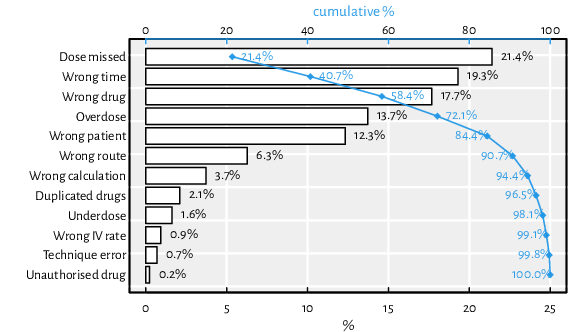 cumulative %
0 20 40 60 80 100
Dose missed 21.4% 21.4%
Wrong time 40.7% 19.3%
Wrong drug 58.4% 17.7%
Overdose 13.7% 72.1%
Wrong patient 12.3% 84.4%
Wrong route 6.3% 90.7%
Wrong calculation 3.7% 94.4%
Duplicated drugs 2.1% 96.5%
Underdose 1.6% 98.1%
Wrong IV rate 0.9% 99.1%
Technique error 0.7% 99.8%
Unauthorised drug 0.2% 100.0%
0 5 10 15 20 25
%